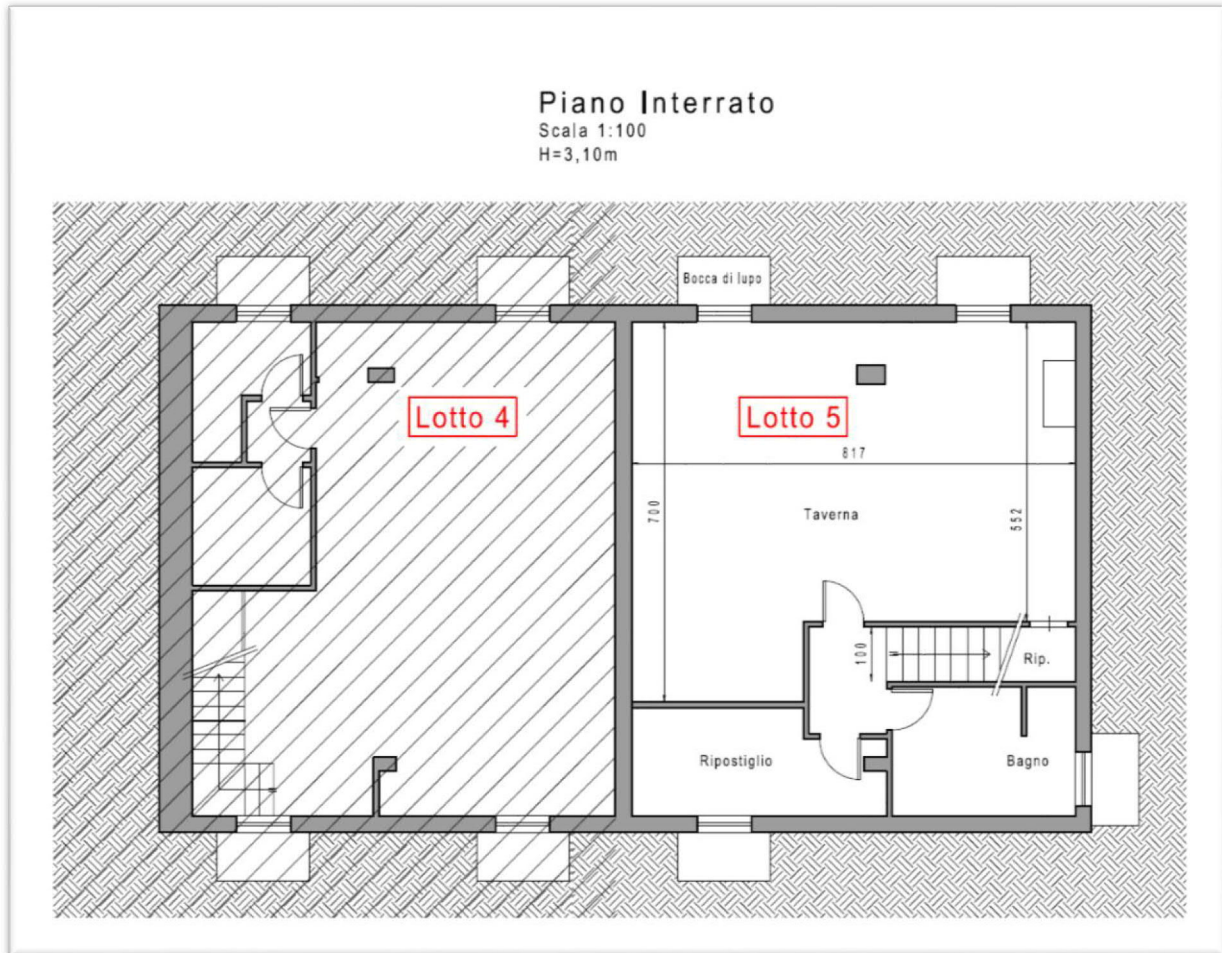 Piano Interrato
Scala 1:100
H=3,10m
Bocca di lupo
Lotto 4
Lotto 5
817
700
552
Taverna
100
Rip.
Ripostiglio
Bagno